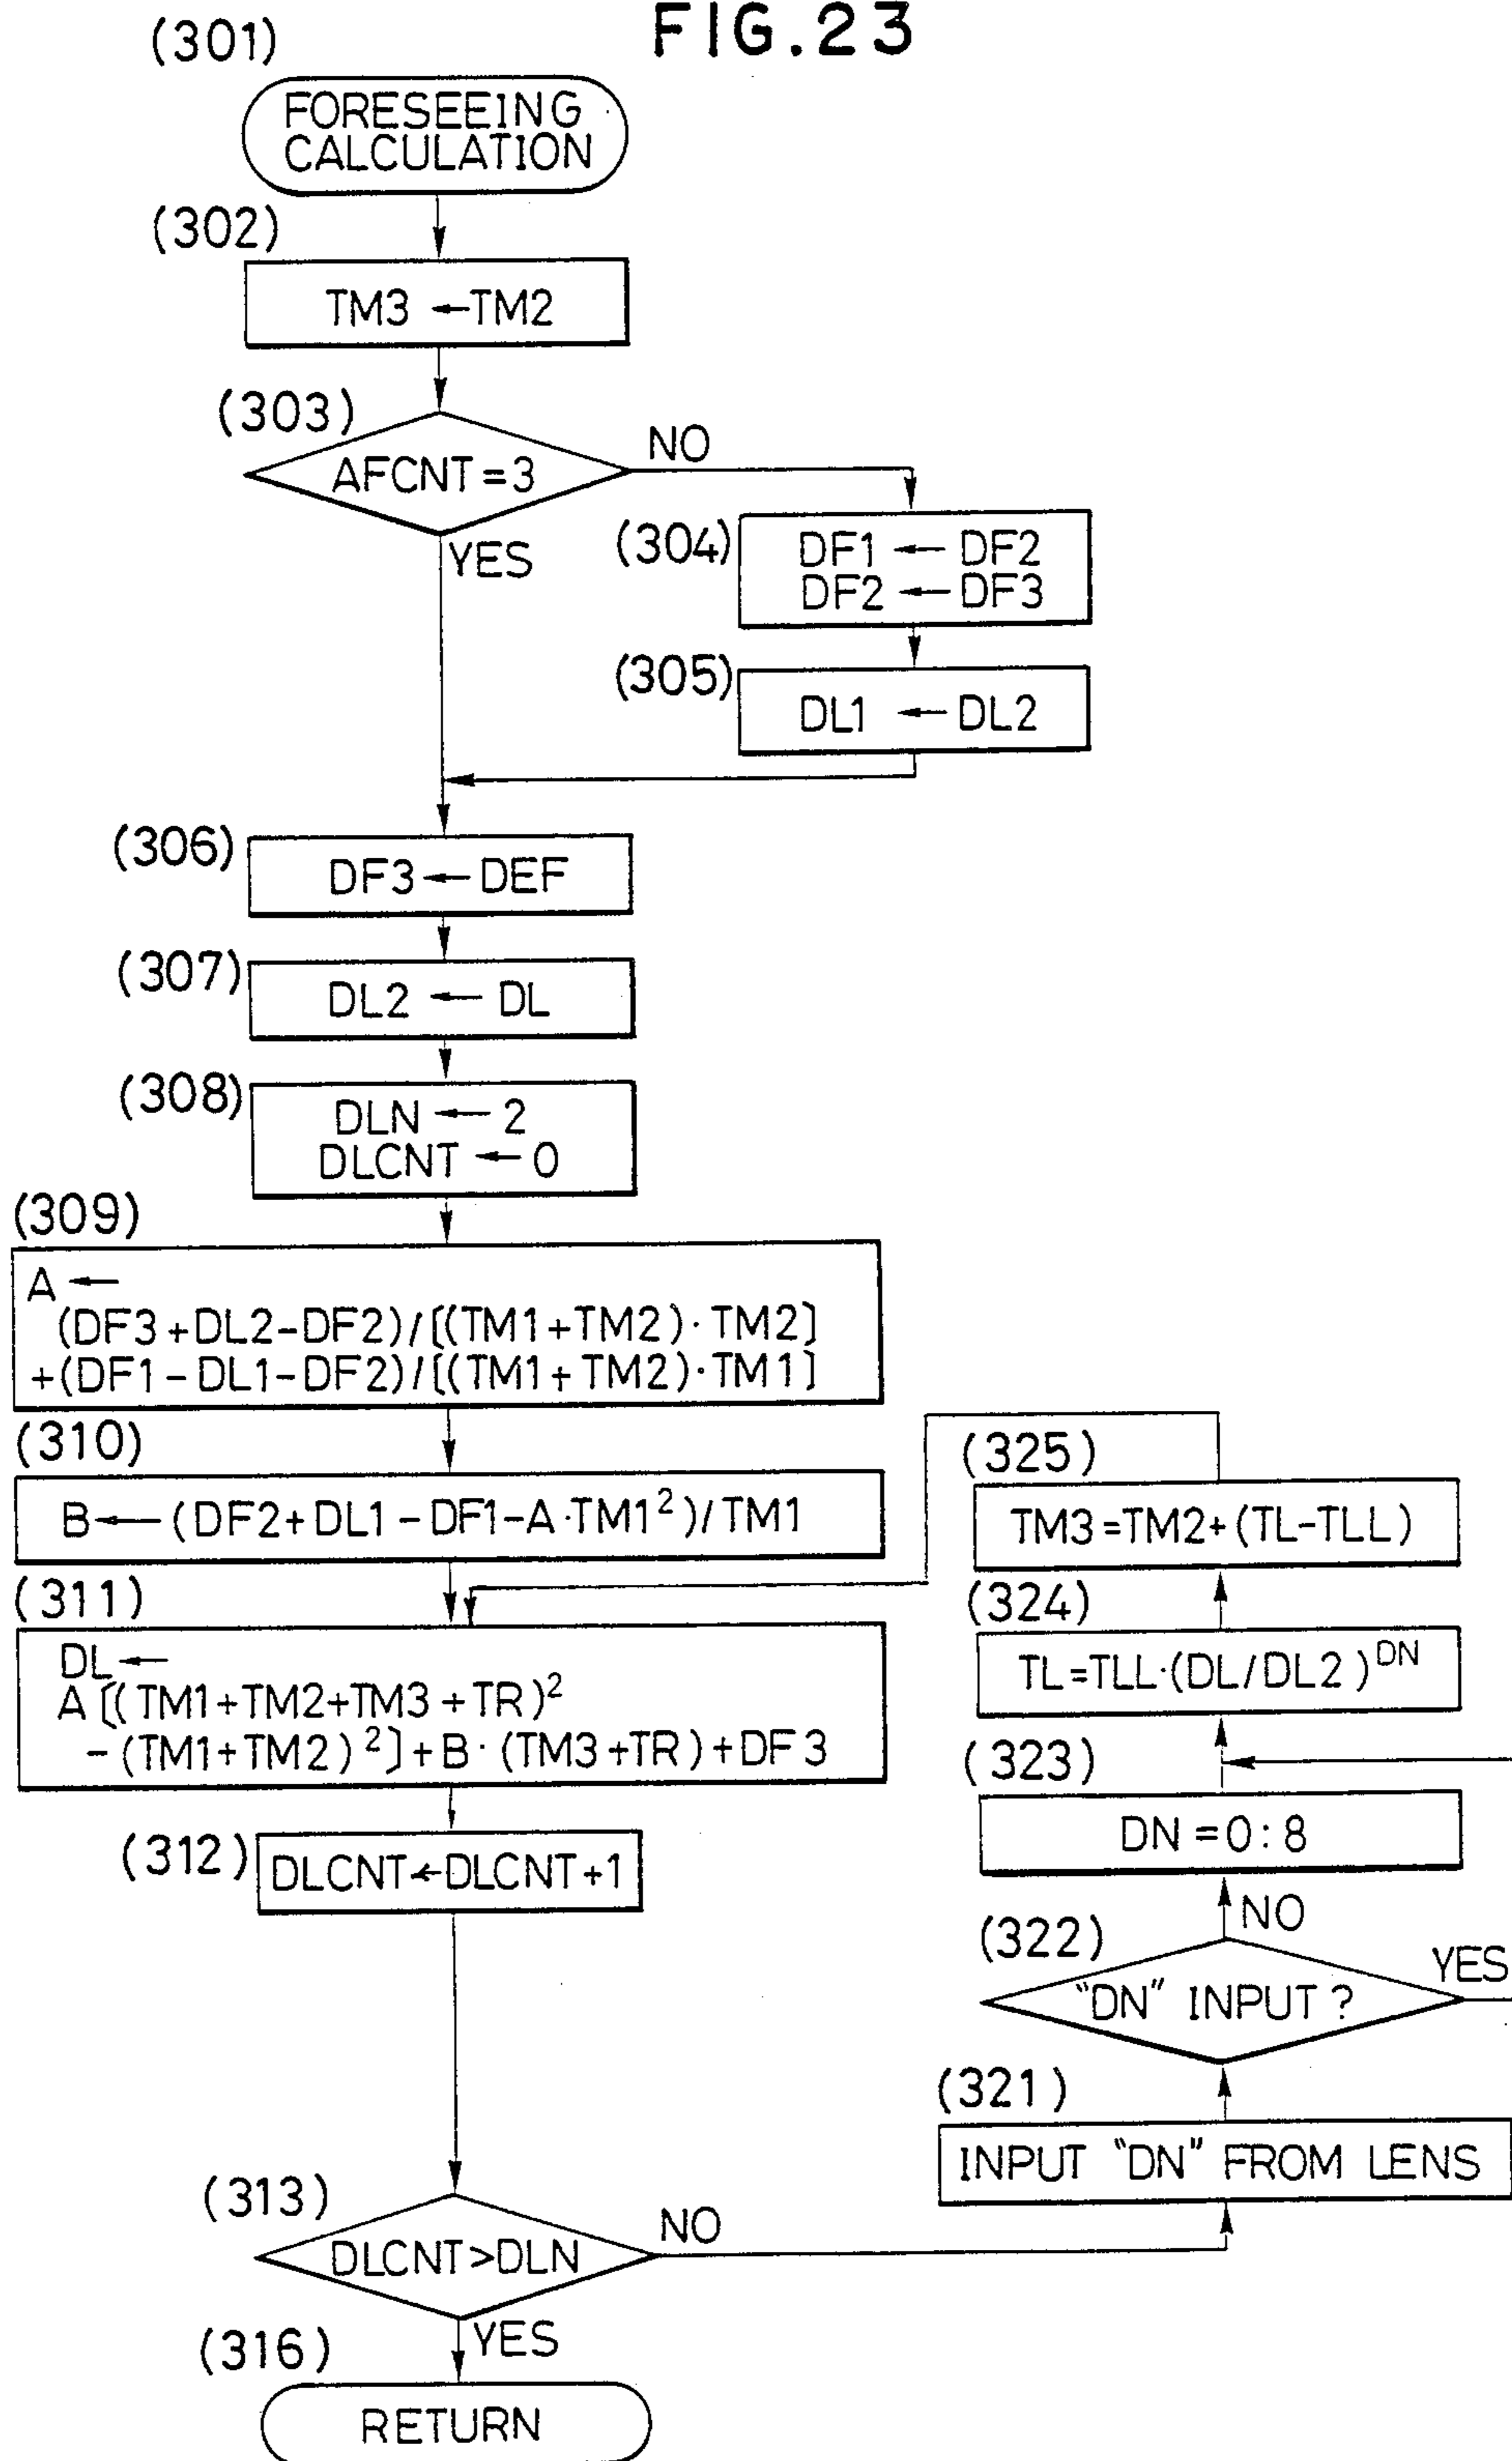 FIG.23
(301)
FORESEEING
CALCULATION
(302)
TM3 ←TM2
(303)
AFCNT=3
NO
YES
(304)
DF1 ← DF2
DF2 ← DF3
(305)
DL1 ← DL2
(306)
DF3 ← DEF
(307)
DL2 ← DL
(308)
DLN ← 2
DLCNT ← 0
(309)
A ←
(DF3+DL2-DF2)/[(TM1+TM2)·TM2]
+(DF1-DL1-DF2)/[(TM1+TM2)·TM1]
(310)
B ← (DF2+DL1-DF1-A·TM1²)/TM1
(311)
DL ←
A[(TM1+TM2+TM3+TR)²
-(TM1+TM2)²]+B·(TM3+TR)+DF3
(312)
DLCNT←DLCNT+1
(313)
DLCNT>DLN
NO
YES
(316)
RETURN
(321)
INPUT "DN" FROM LENS
(322)
"DN" INPUT?
YES
NO
(323)
DN=0:8
(324)
TL=TLL·(DL/DL2)^DN
(325)
TM3=TM2+(TL-TLL)